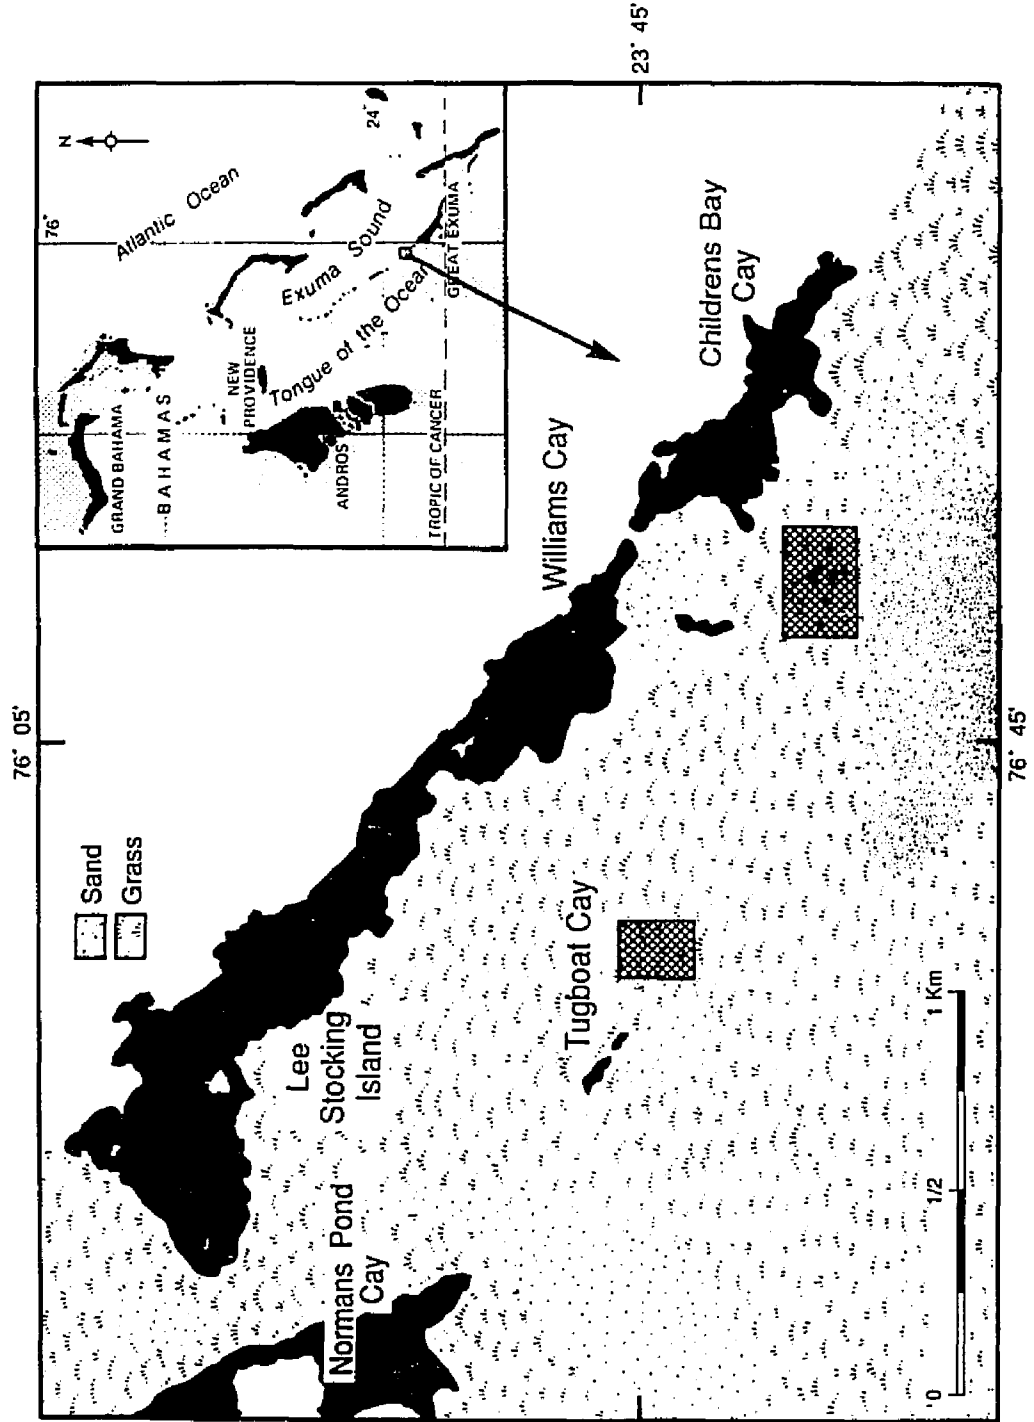 76° 05'
N
76°
Atlantic Ocean
24°
GRAND BAHAMA
BAHAMAS
NEW
PROVIDENCE
Exuma Sound
Tongue of the Ocean
ANDROS
GREAT EXUMA
TROPIC OF CANCER
Sand
Grass
23° 45'
Lee
Stocking
Island
Normans Pond
Cay
Williams Cay
Childrens Bay
Cay
Tugboat Cay
0
1/2
1 Km
76° 45'